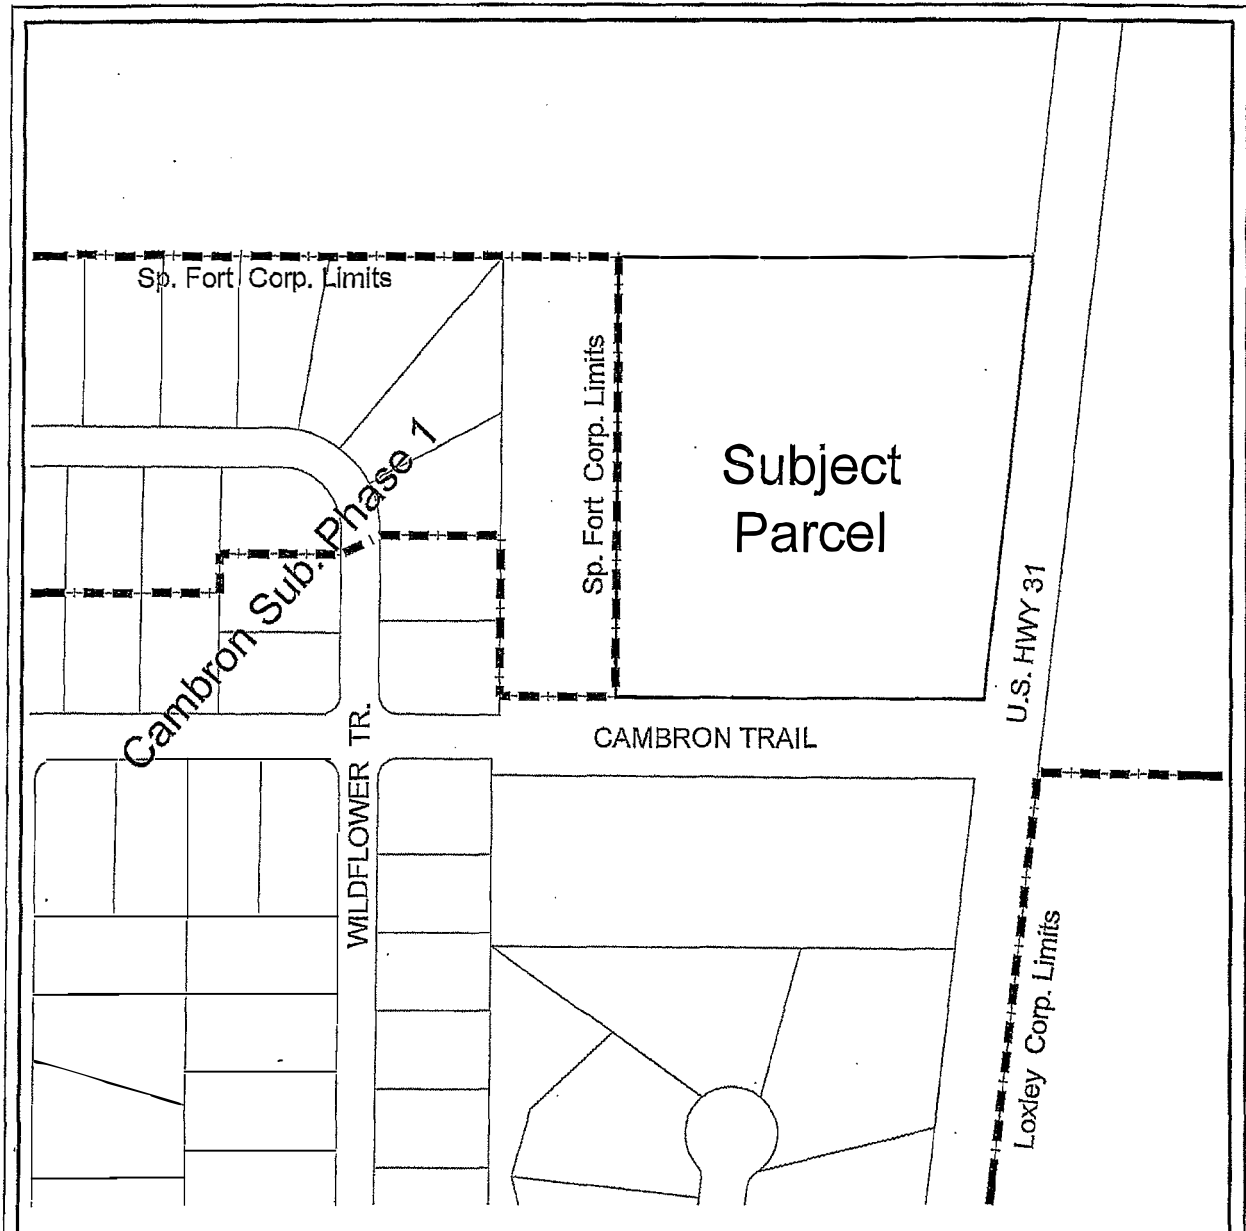 Sp. Fort Corp. Limits
Sp. Fort Corp. Limits
Subject
Parcel
Cambron Sub. Phase 1
U.S. HWY 31
CAMBRON TRAIL
WILDFLOWER TR.
Loxley Corp. Limits